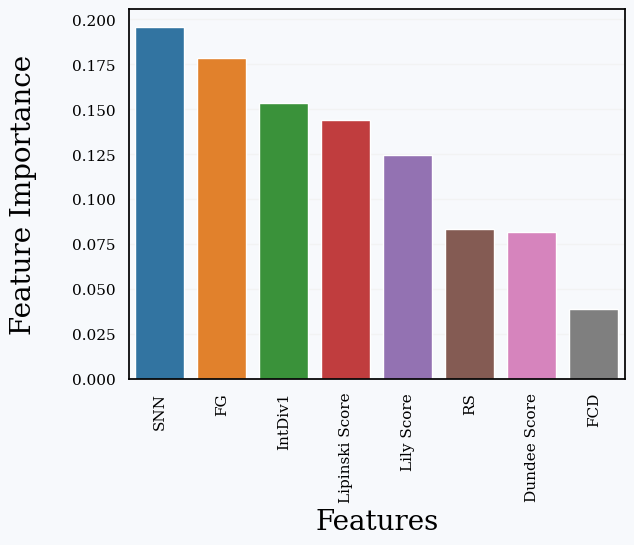 Feature Importance
0.200
0.175
0.150
0.125
0.100
0.075
0.050
0.025
0.000
SNN
FG
IntDiv1
Lipinski Score
Lily Score
RS
Dundee Score
FCD
Features